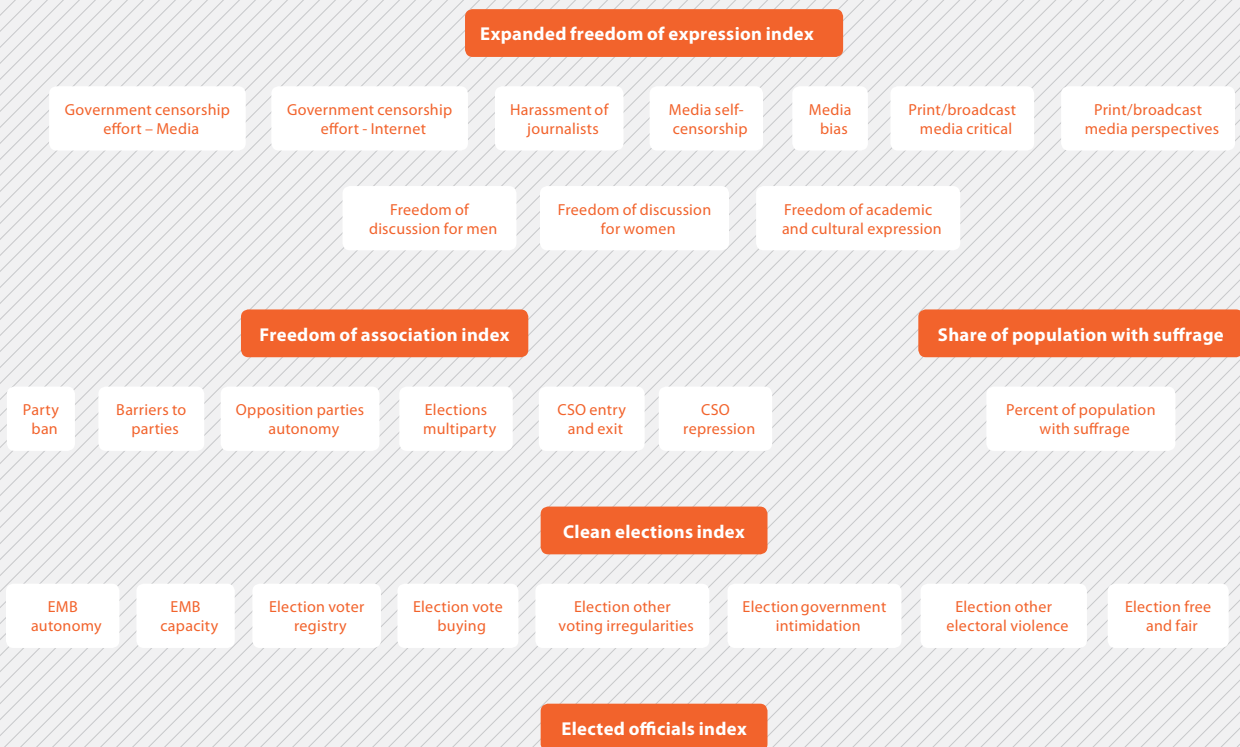 Expanded freedom of expression index
Government censorship
effort – Media
Government censorship
effort - Internet
Harassment of
journalists
Media self-
censorship
Media
bias
Print/broadcast
media critical
Print/broadcast
media perspectives
Freedom of
discussion for men
Freedom of discussion
for women
Freedom of academic
and cultural expression
Freedom of association index
Share of population with suffrage
Party
ban
Barriers to
parties
Opposition parties
autonomy
Elections
multiparty
CSO entry
and exit
CSO
repression
Percent of population
with suffrage
Clean elections index
EMB
autonomy
EMB
capacity
Election voter
registry
Election vote
buying
Election other
voting irregularities
Election government
intimidation
Election other
electoral violence
Election free
and fair
Elected officials index